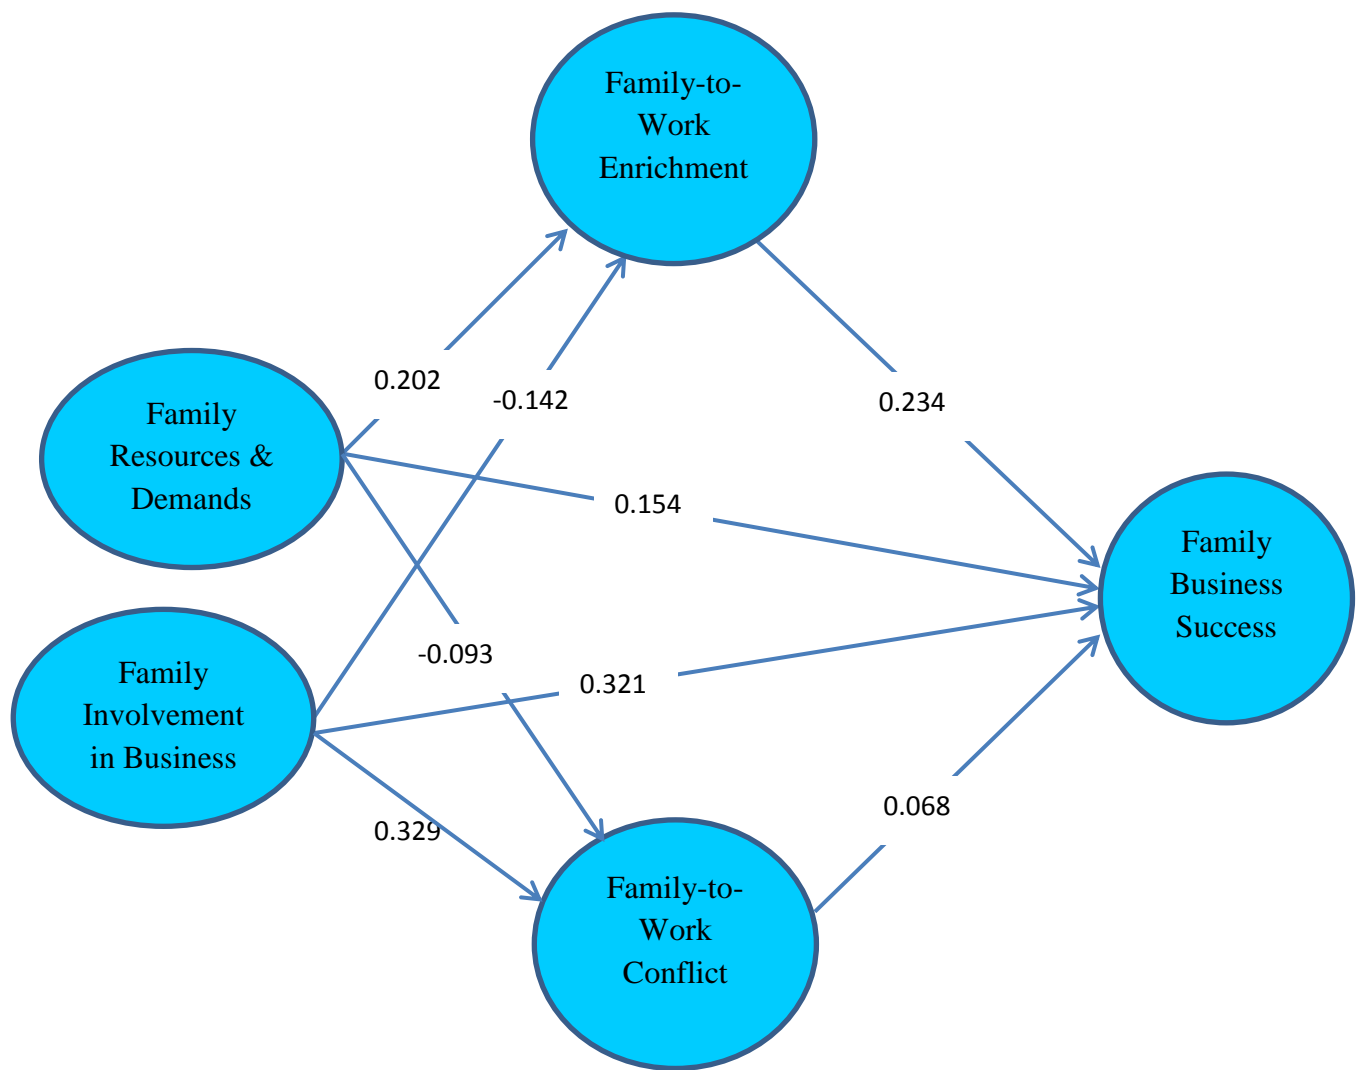 Family-to-
Work
Enrichment
0.202
-0.142
0.234
Family
Resources &
Demands
0.154
Family
Business
Success
-0.093
Family
Involvement
in Business
0.321
0.329
0.068
Family-to-
Work
Conflict